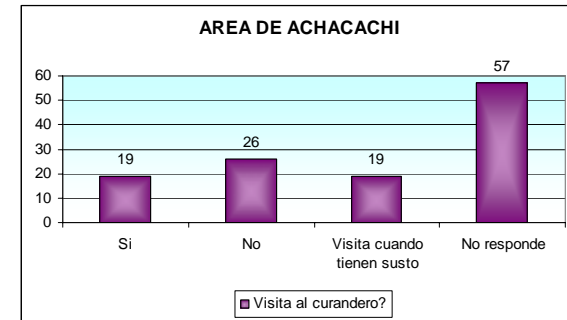 AREA DE ACHACACHI
60
50
40
30
20
10
0
19
26
19
57
Si
No
Visita cuando
tienen susto
No responde
Visita al curandero?